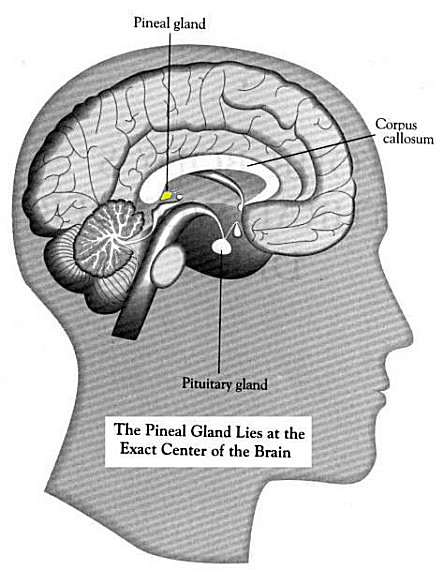 Pineal gland
Corpus
callosum
Pituitary gland
The Pineal Gland Lies at the
Exact Center of the Brain